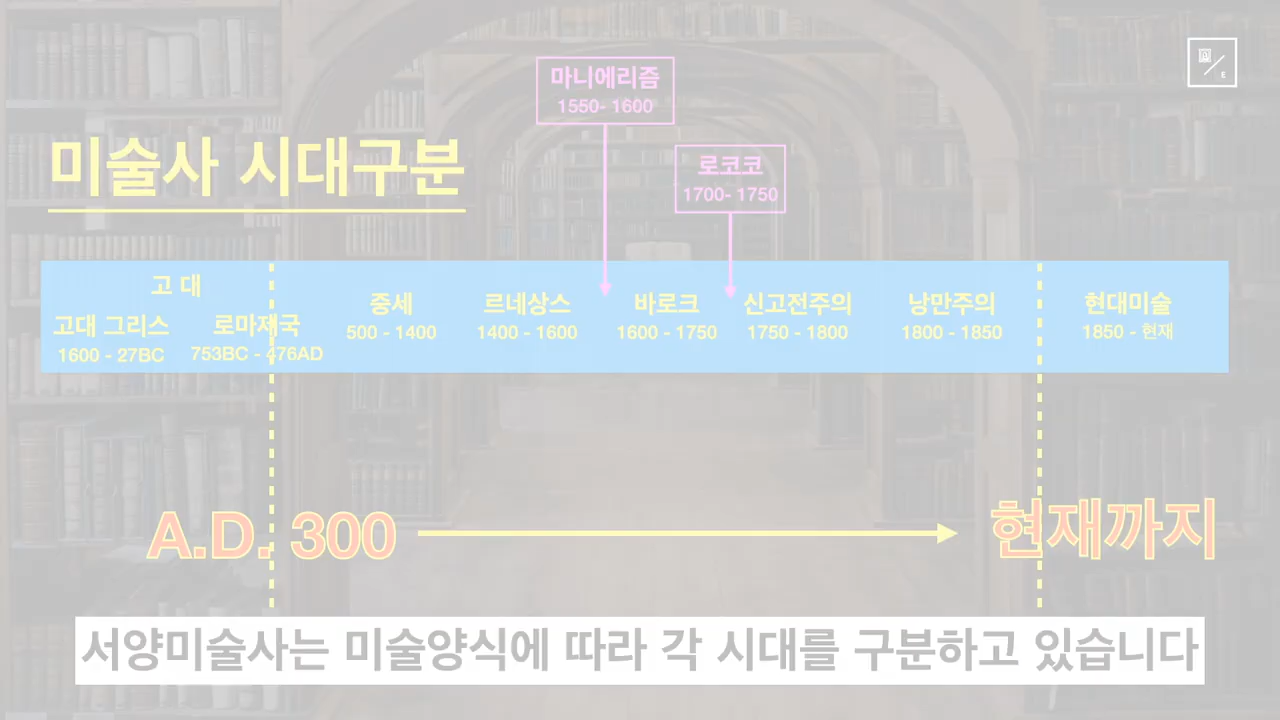 마니에리즘
1550- 1600
미술사 시대구분
로코코
1700- 1750
고 대
고대 그리스
1600 - 27BC
로마제국
753BC - 476AD
중세
500 - 1400
르네상스
1400 - 1600
바로크
1600 - 1750
신고전주의
1750 - 1800
낭만주의
1800 - 1850
현대미술
1850 - 현재
A.D. 300
현재까지
서양미술사는 미술양식에 따라 각 시대를 구분하고 있습니다